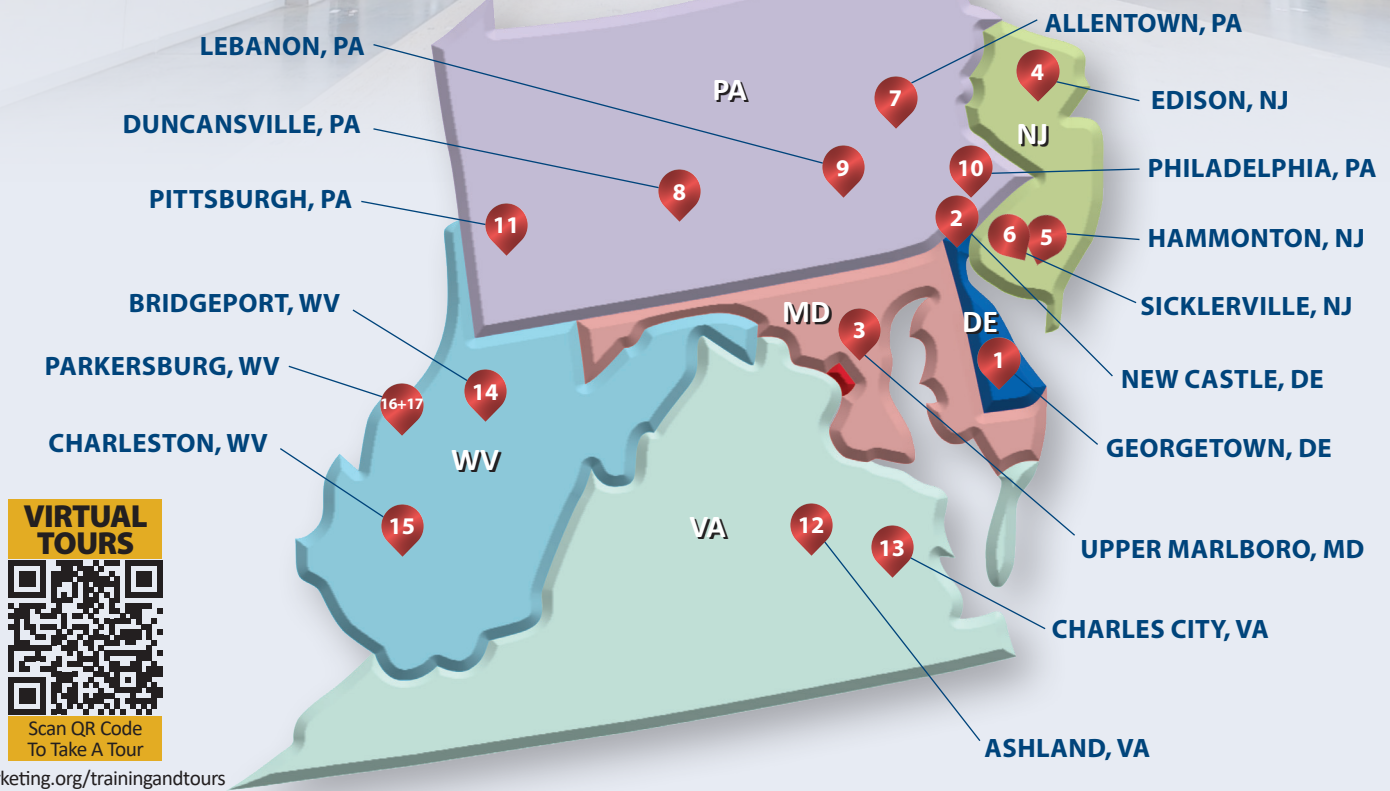 ALLENTOWN, PA
LEBANON, PA
4
PA
7
EDISON, NJ
DUNCANSVILLE, PA
NJ
9
10
PHILADELPHIA, PA
8
PITTSBURGH, PA
11
2
6
5
HAMMONTON, NJ
BRIDGEPORT, WV
MD
3
DE
SICKLERVILLE, NJ
PARKERSBURG, WV
1
NEW CASTLE, DE
16+17
14
CHARLESTON, WV
WV
GEORGETOWN, DE
VIRTUAL
TOURS
15
VA
12
13
UPPER MARLBORO, MD
CHARLES CITY, VA
Scan QR Code
To Take A Tour
ASHLAND, VA
keting.org/trainingandtours